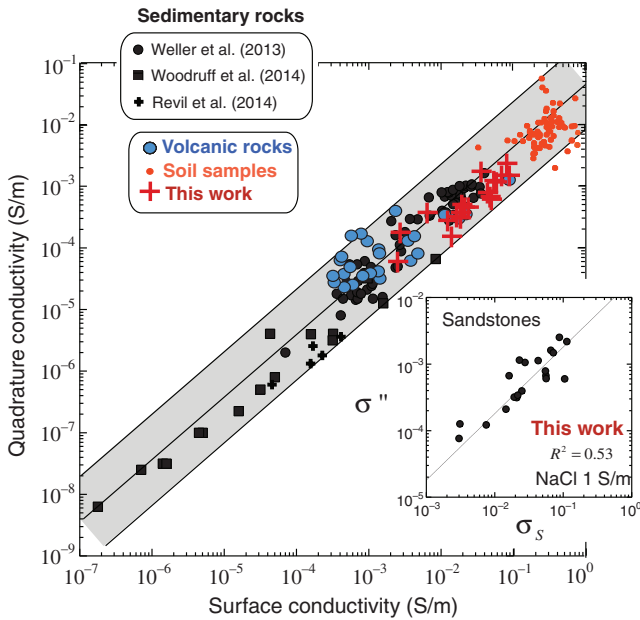 Sedimentary rocks
Weller et al. (2013)
Woodruff et al. (2014)
Revil et al. (2014)
Volcanic rocks
Soil samples
This work
Quadrature conductivity (S/m)
10⁰
10⁻¹
10⁻²
10⁻³
10⁻⁴
10⁻⁵
10⁻⁶
10⁻⁷
10⁻⁸
10⁻⁹
10⁻⁷ 10⁻⁶ 10⁻⁵ 10⁻⁴ 10⁻³ 10⁻² 10⁻¹ 10⁰
Surface conductivity (S/m)
σ"
10⁻²
10⁻³
10⁻⁴
10⁻⁵
Sandstones
This work
R² = 0.53
NaCl 1 S/m
10⁻³ 10⁻² 10⁻¹ 10⁰
σ_S